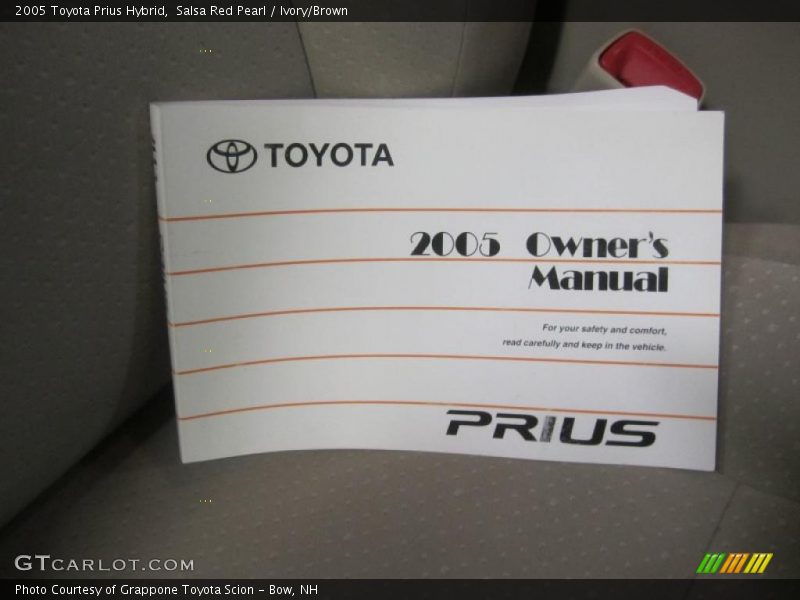 2005 Toyota Prius Hybrid,  Salsa Red Pearl / Ivory/Brown
TOYOTA
2005 Owner's
Manual
For your safety and comfort,
read carefully and keep in the vehicle.
PRIUS
GTCARLOT.COM
Photo Courtesy of Grappone Toyota Scion - Bow, NH